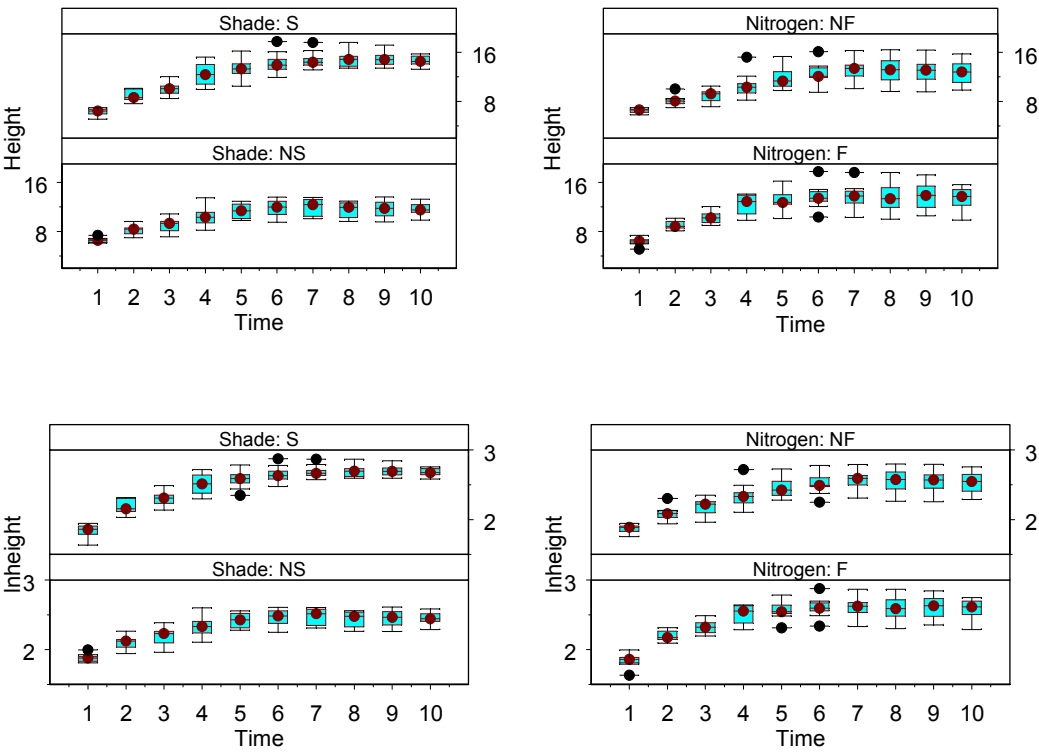 Shade: S
16
8
Shade: NS
16
8
Height
1 2 3 4 5 6 7 8 9 10
Time
Nitrogen: NF
16
8
Nitrogen: F
16
8
Height
1 2 3 4 5 6 7 8 9 10
Time
Shade: S
3
2
Shade: NS
3
2
lnheight
1 2 3 4 5 6 7 8 9 10
Time
Nitrogen: NF
3
2
Nitrogen: F
3
2
lnheight
1 2 3 4 5 6 7 8 9 10
Time